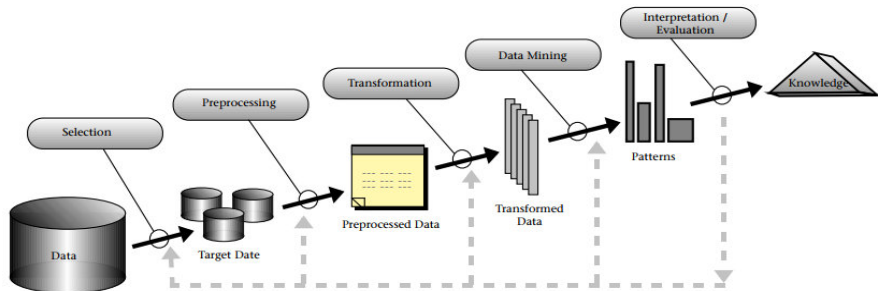 Interpretation /
Evaluation
Data Mining
Transformation
Preprocessing
Selection
Data
Target Date
Preprocessed Data
Transformed
Data
Patterns
Knowledge